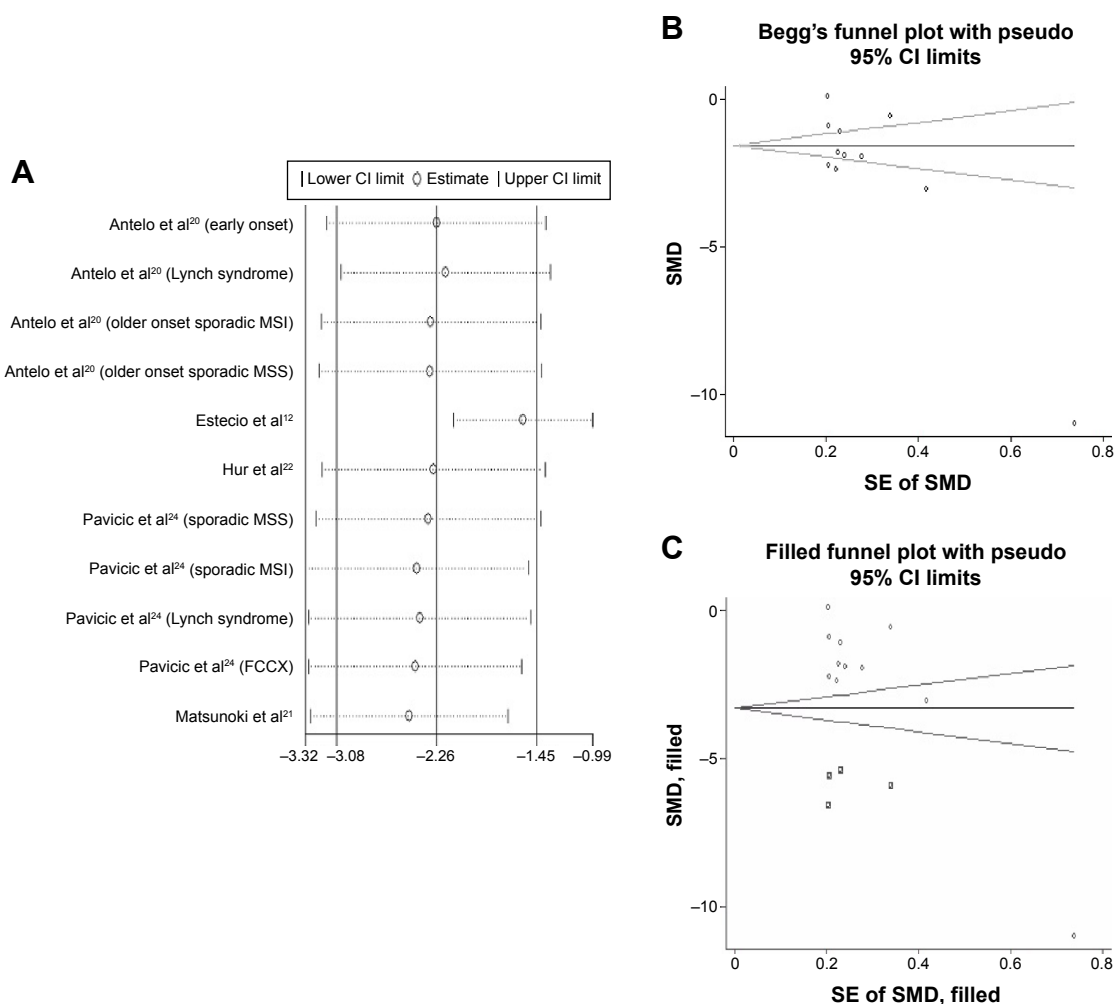 A
| Lower CI limit Estimate | Upper CI limit
Antelo et al²⁰ (early onset)
Antelo et al²⁰ (Lynch syndrome)
Antelo et al²⁰ (older onset sporadic MSI)
Antelo et al²⁰ (older onset sporadic MSS)
Estecio et al¹²
Hur et al²²
Pavicic et al²⁴ (sporadic MSS)
Pavicic et al²⁴ (sporadic MSI)
Pavicic et al²⁴ (Lynch syndrome)
Pavicic et al²⁴ (FCCX)
Matsunoki et al²¹
–3.32 –3.08 –2.26 –1.45 –0.99
B
Begg's funnel plot with pseudo
95% CI limits
SMD
0
–5
–10
0 0.2 0.4 0.6 0.8
SE of SMD
C
Filled funnel plot with pseudo
95% CI limits
SMD, filled
0
–5
–10
0 0.2 0.4 0.6 0.8
SE of SMD, filled